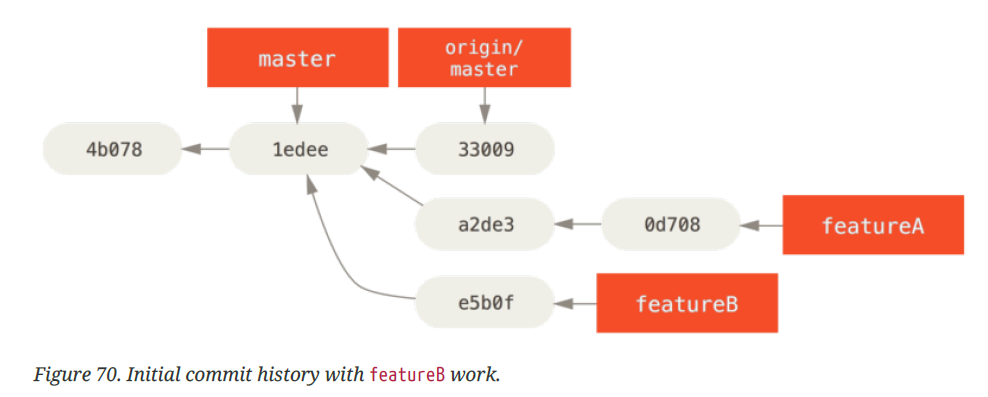 master
origin/
master
4b078
1edee
33009
a2de3
0d708
featureA
e5b0f
featureB
Figure 70. Initial commit history with featureB work.